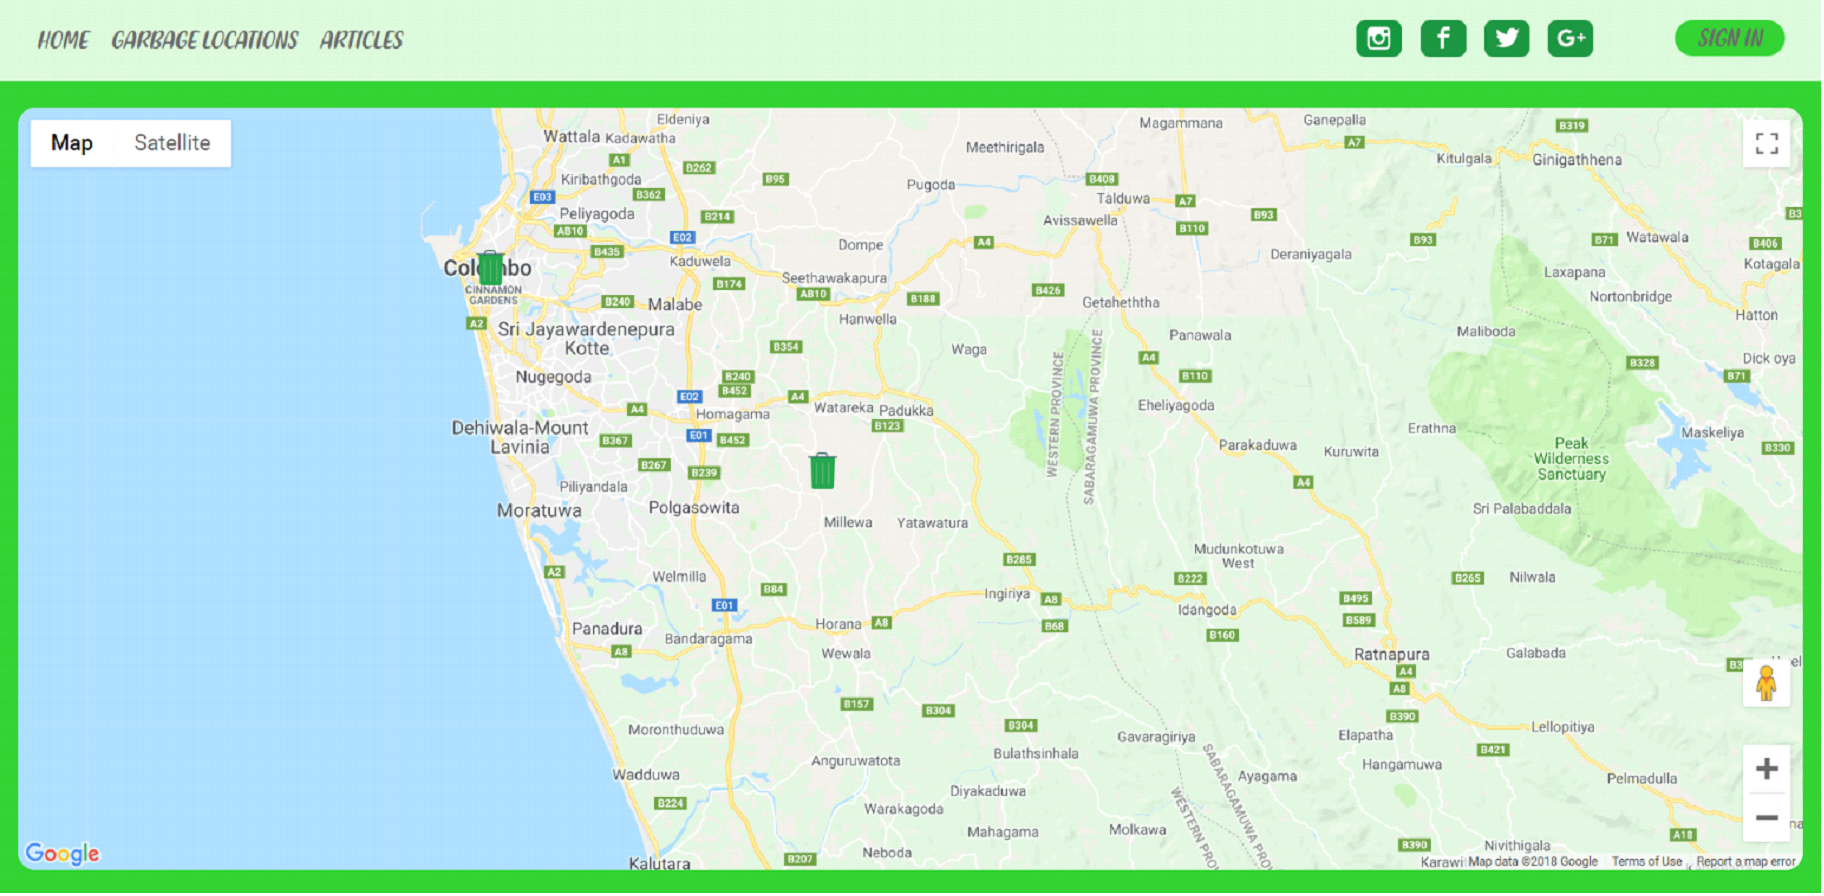 HOME GARBAGE LOCATIONS ARTICLES
G+
SIGN IN
Map Satellite
Eldeniya
Magammana
Ganepalla
B319
Wattala Kadawatha
A7
Meethirigala
Kitulgala
Ginigathhena
A1
B262
Kiribathgoda
B95
B408
Pugoda
E03
B362
Talduwa
A7
Peliyagoda
B214
Avissawella
B93
B3
AB10
B110
E02
B435
Dompe
A4
B93
B71
Watawala
B406
Kaduwela
Deraniyagala
Kotagala
CINNAMON
GARDENS
Seethawakapura
B174
AB10
B188
B426
Laxapana
B240
Malabe
Getaheththa
Nortonbridge
Hanwella
Hatton
A2
Sri Jayawardenepura
Kotte
Maliboda
Panawala
B354
Waga
Dick oya
A4
B328
Nugegoda
B240
B110
B71
B452
E02
A4
WESTERN PROVINCE
SABARAGAMUWA PROVINCE
A4
Homagama
Watareka Padukka
Eheliyagoda
B123
Dehiwala-Mount
Lavinia
E01
B452
B367
Erathna
Maskeliya
Parakaduwa
Kuruwita
Peak
Wilderness
Sanctuary
B330
B267
B239
Piliyandala
A4
Moratuwa
Polgasowita
Millewa
Yatawatura
Sri Palabaddala
Mudunkotuwa
West
B285
A2
Welmilla
B84
B222
B265
Nilwala
Ingiriya
A8
E01
Idangoda
B495
B589
Panadura
Horana
A8
B68
Bandaragama
B160
A8
Wewala
Ratnapura
Galabada
B3
A4
A8
B157
B304
B304
B390
Moronthuduwa
Gavaragiriya
Elapatha
Lellopitiya
Bulathsinhala
B421
Anguruwatota
Hangamuwa
Wadduwa
Ayagama
Pelmadulla
Diyakaduwa
B224
Warakagoda
SABARAGAMUWA PRO
WESTERN PRO
Molkawa
Mahagama
A18
na
B390
Nivithigala
Neboda
B207
Kalutara
Google
Karawi Map data ©2018 Google Terms of Use Report a map error